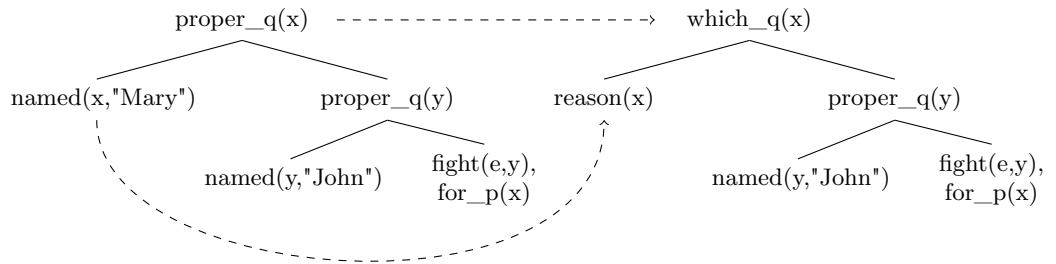 proper_q(x) which_q(x)
named(x,"Mary") proper_q(y) reason(x) proper_q(y)
named(y,"John") fight(e,y), for_p(x) named(y,"John") fight(e,y), for_p(x)